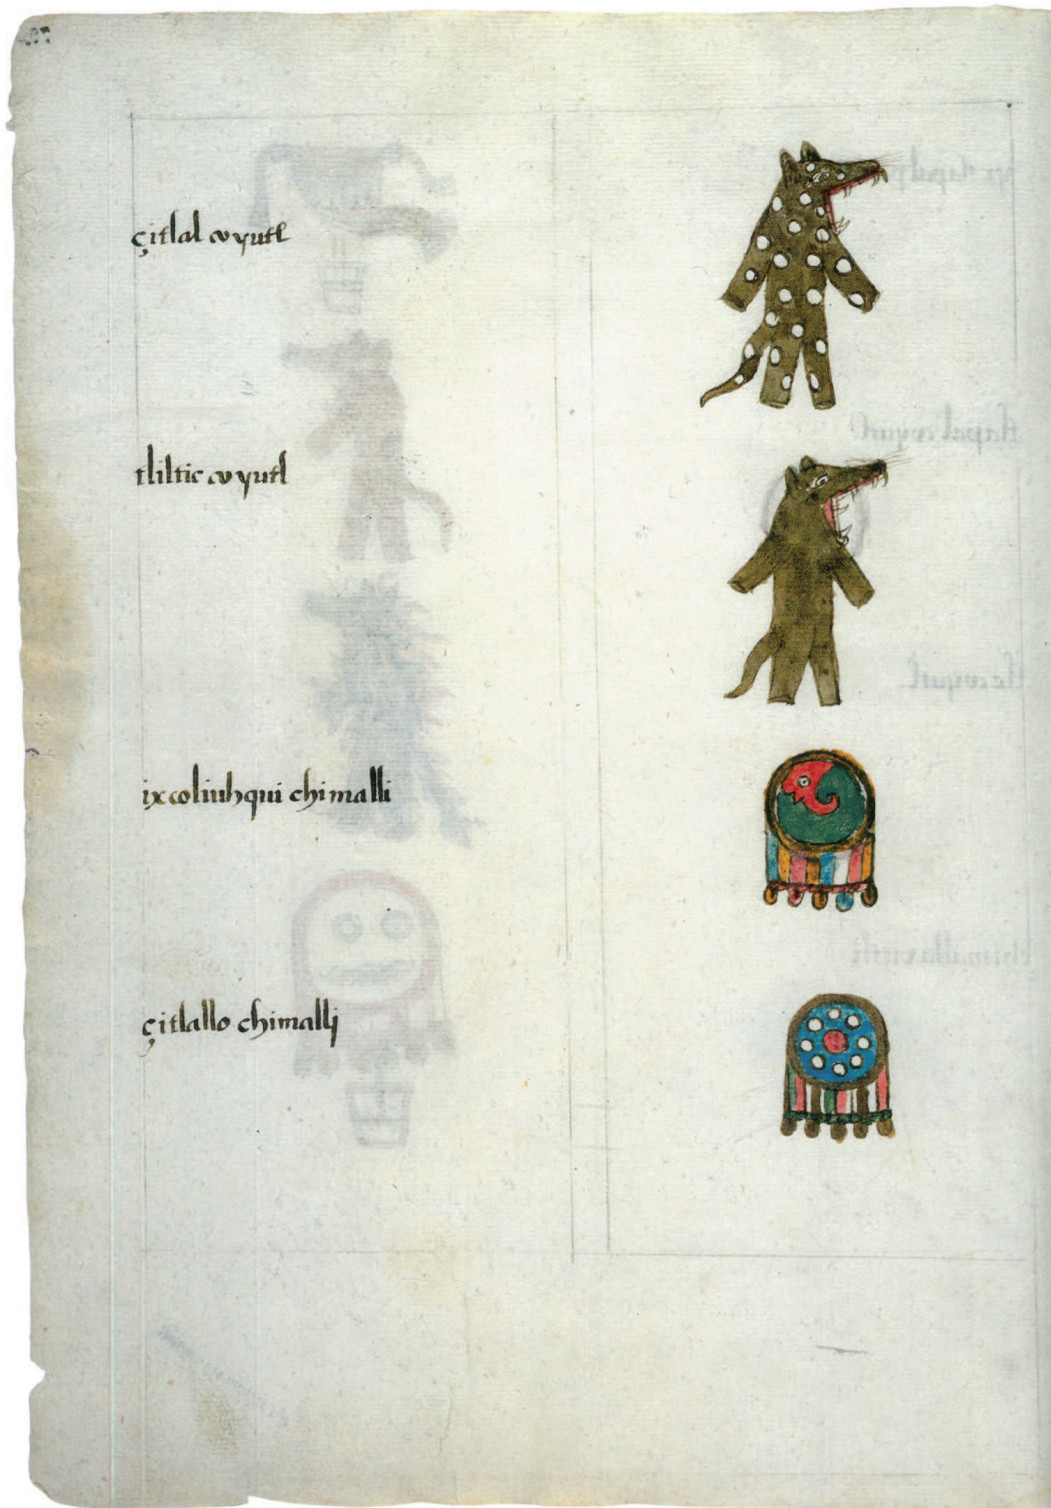 çitlal coyutl
tliltic coyutl
ixcoliuhqui chimalli
çitlallo chimallj